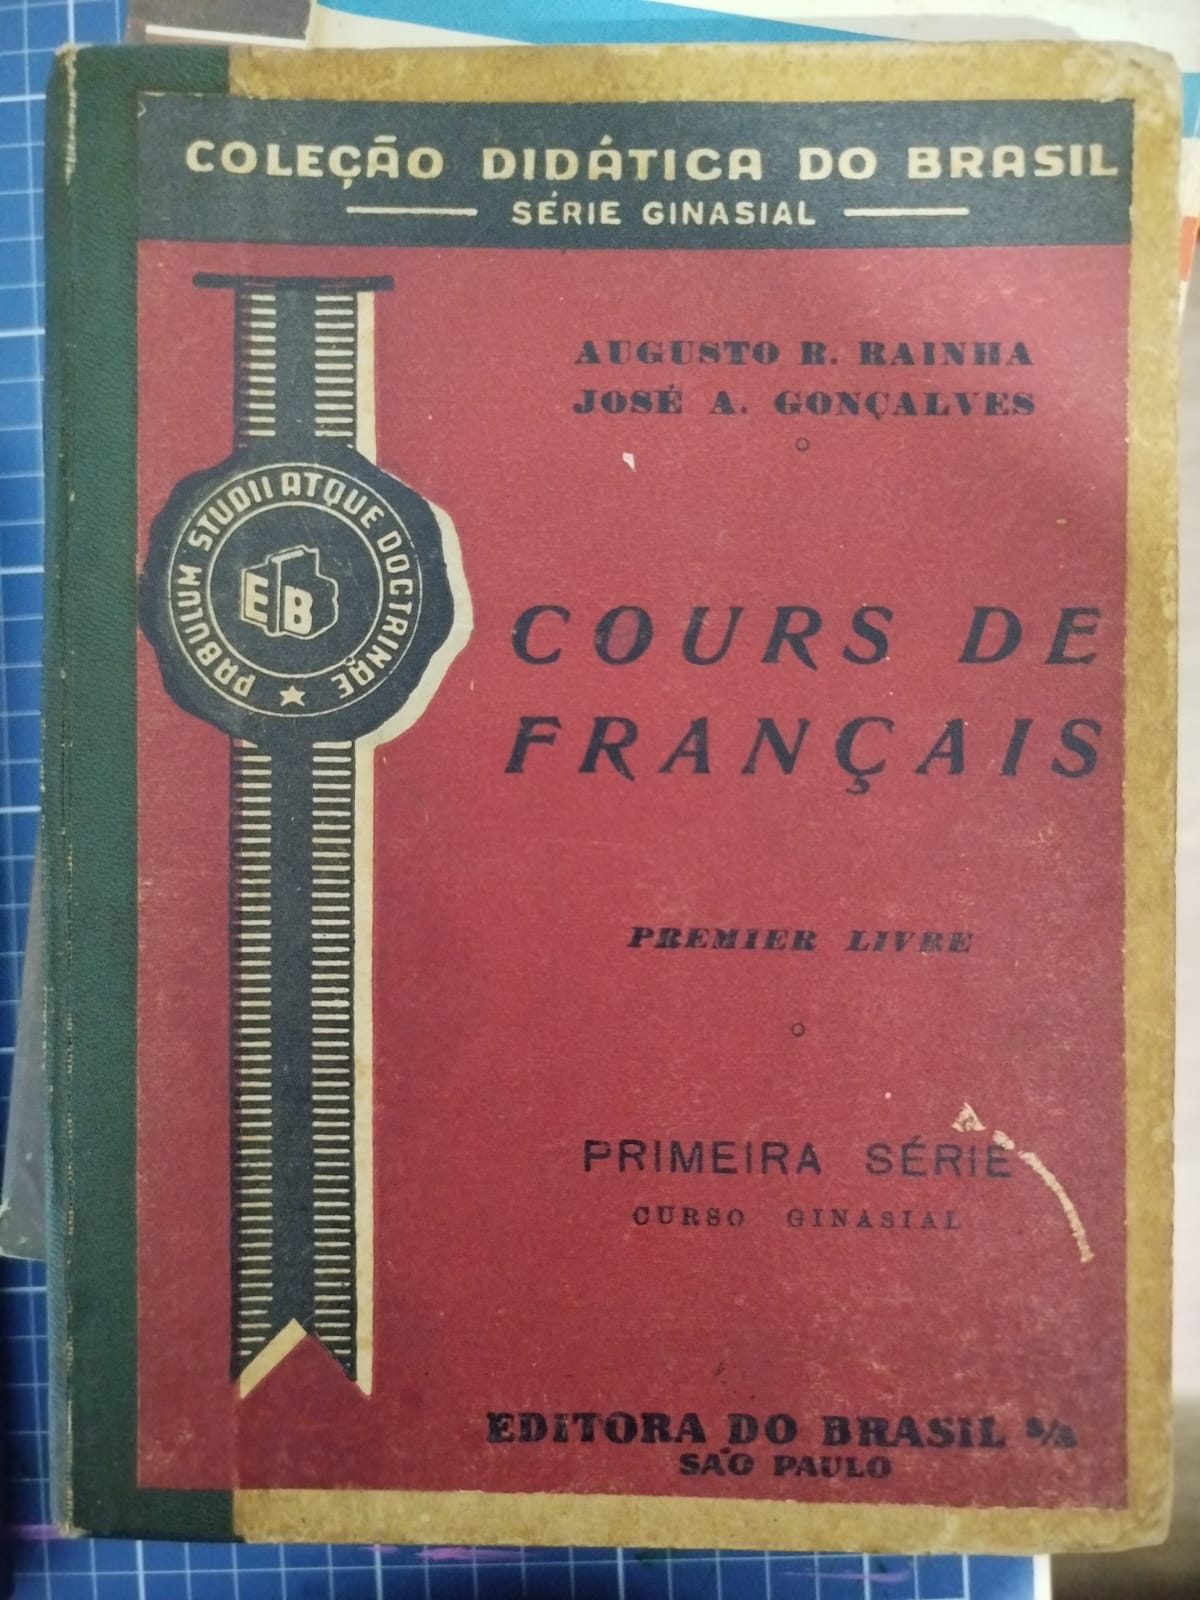 COLEÇÃO DIDÁTICA DO BRASIL
SÉRIE GINASIAL
AUGUSTO R. RAINHA
JOSÉ A. GONÇALVES
PABULUM STUDII ATQUE DOCTRINAE
EB
COURS DE
FRANÇAIS
PREMIER LIVRE
PRIMEIRA SÉRIE
CURSO GINASIAL
EDITORA DO BRASIL S/A
SÃO PAULO